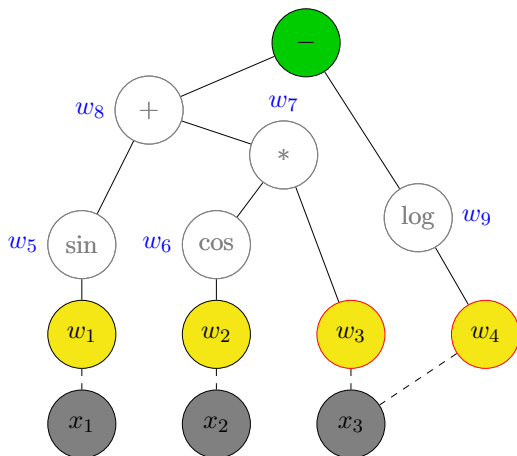 −
w₇
w₈ +
*
w₅ sin w₆ cos log w₉
w₁ w₂ w₃ w₄
x₁ x₂ x₃